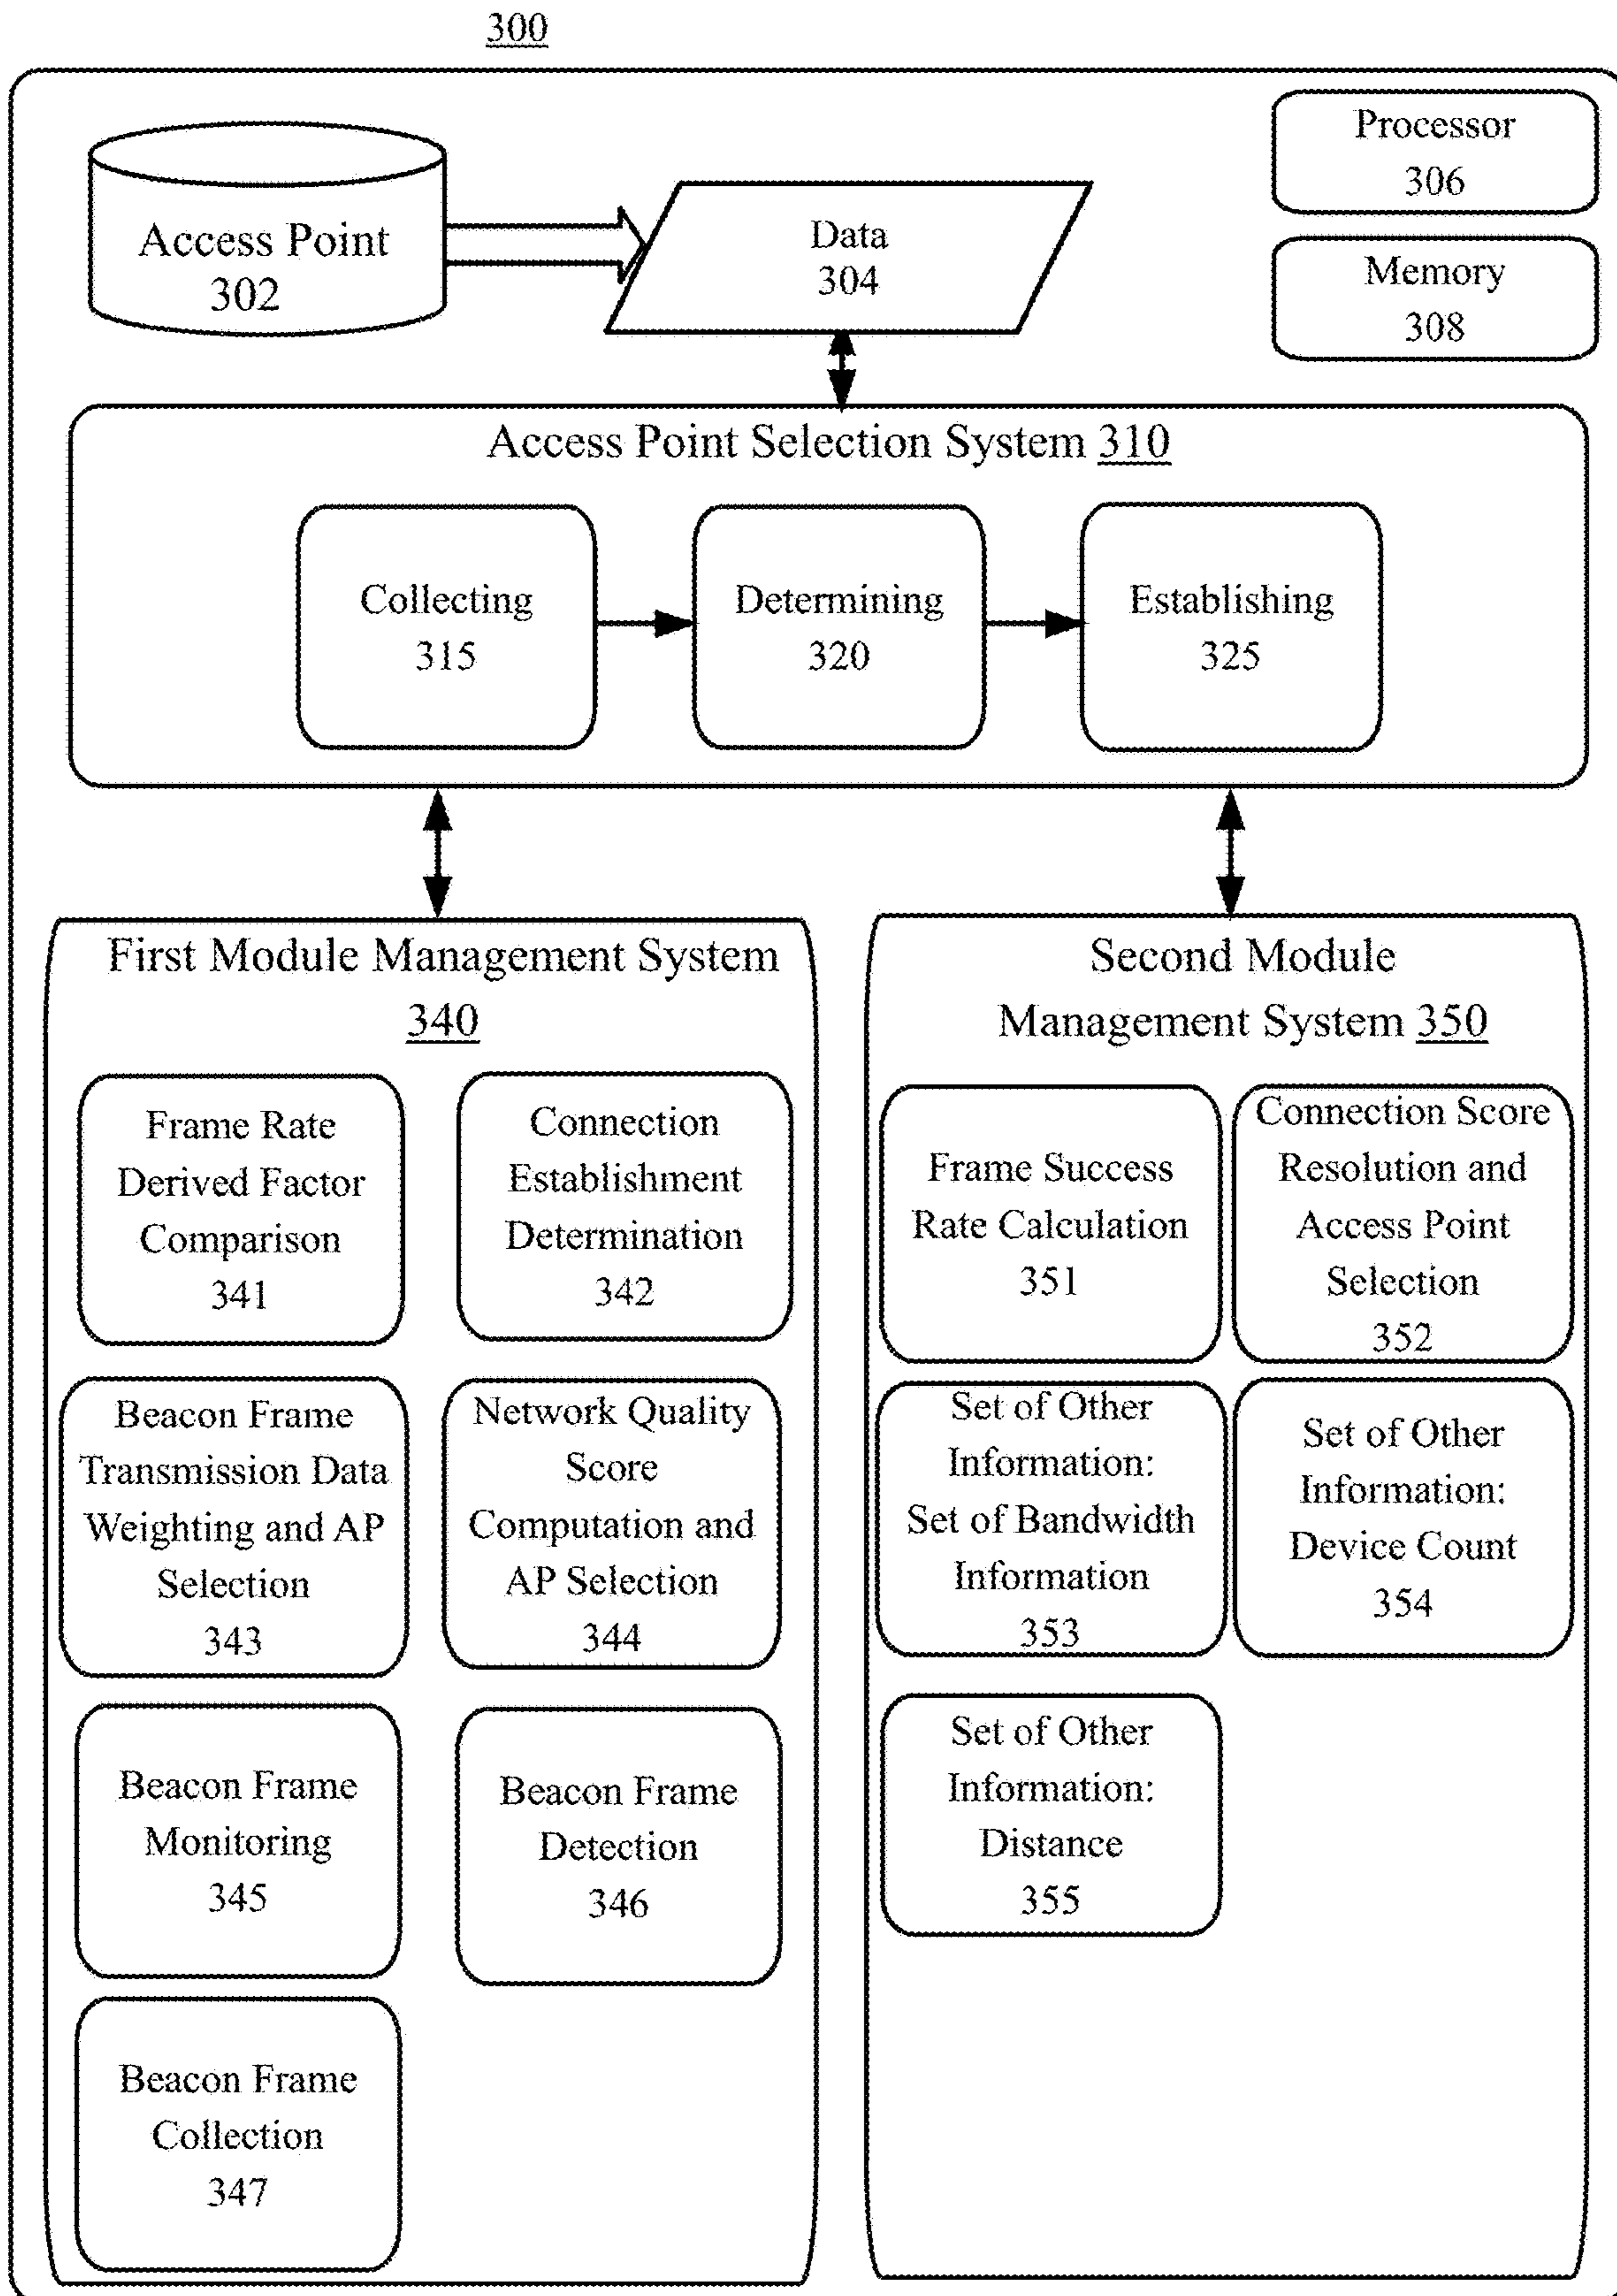 300
Access Point
302
Data
304
Processor
306
Memory
308
Access Point Selection System 310
Collecting
315
Determining
320
Establishing
325
First Module Management System
340
Frame Rate
Derived Factor
Comparison
341
Connection
Establishment
Determination
342
Beacon Frame
Transmission Data
Weighting and AP
Selection
343
Network Quality
Score
Computation and
AP Selection
344
Beacon Frame
Monitoring
345
Beacon Frame
Detection
346
Beacon Frame
Collection
347
Second Module
Management System 350
Frame Success
Rate Calculation
351
Connection Score
Resolution and
Access Point
Selection
352
Set of Other
Information:
Set of Bandwidth
Information
353
Set of Other
Information:
Device Count
354
Set of Other
Information:
Distance
355